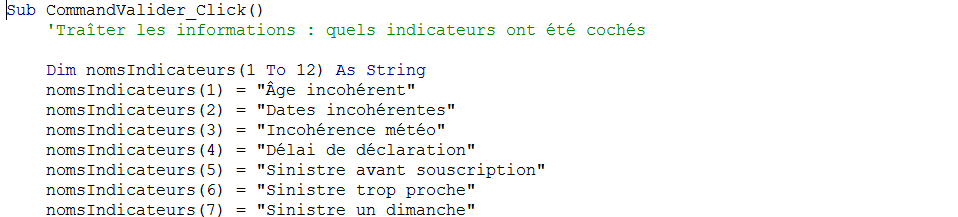 Sub CommandValider_Click()
'Traîter les informations : quels indicateurs ont été cochés
Dim nomsIndicateurs(1 To 12) As String
nomsIndicateurs(1) = "Âge incohérent"
nomsIndicateurs(2) = "Dates incohérentes"
nomsIndicateurs(3) = "Incohérence météo"
nomsIndicateurs(4) = "Délai de déclaration"
nomsIndicateurs(5) = "Sinistre avant souscription"
nomsIndicateurs(6) = "Sinistre trop proche"
nomsIndicateurs(7) = "Sinistre un dimanche"